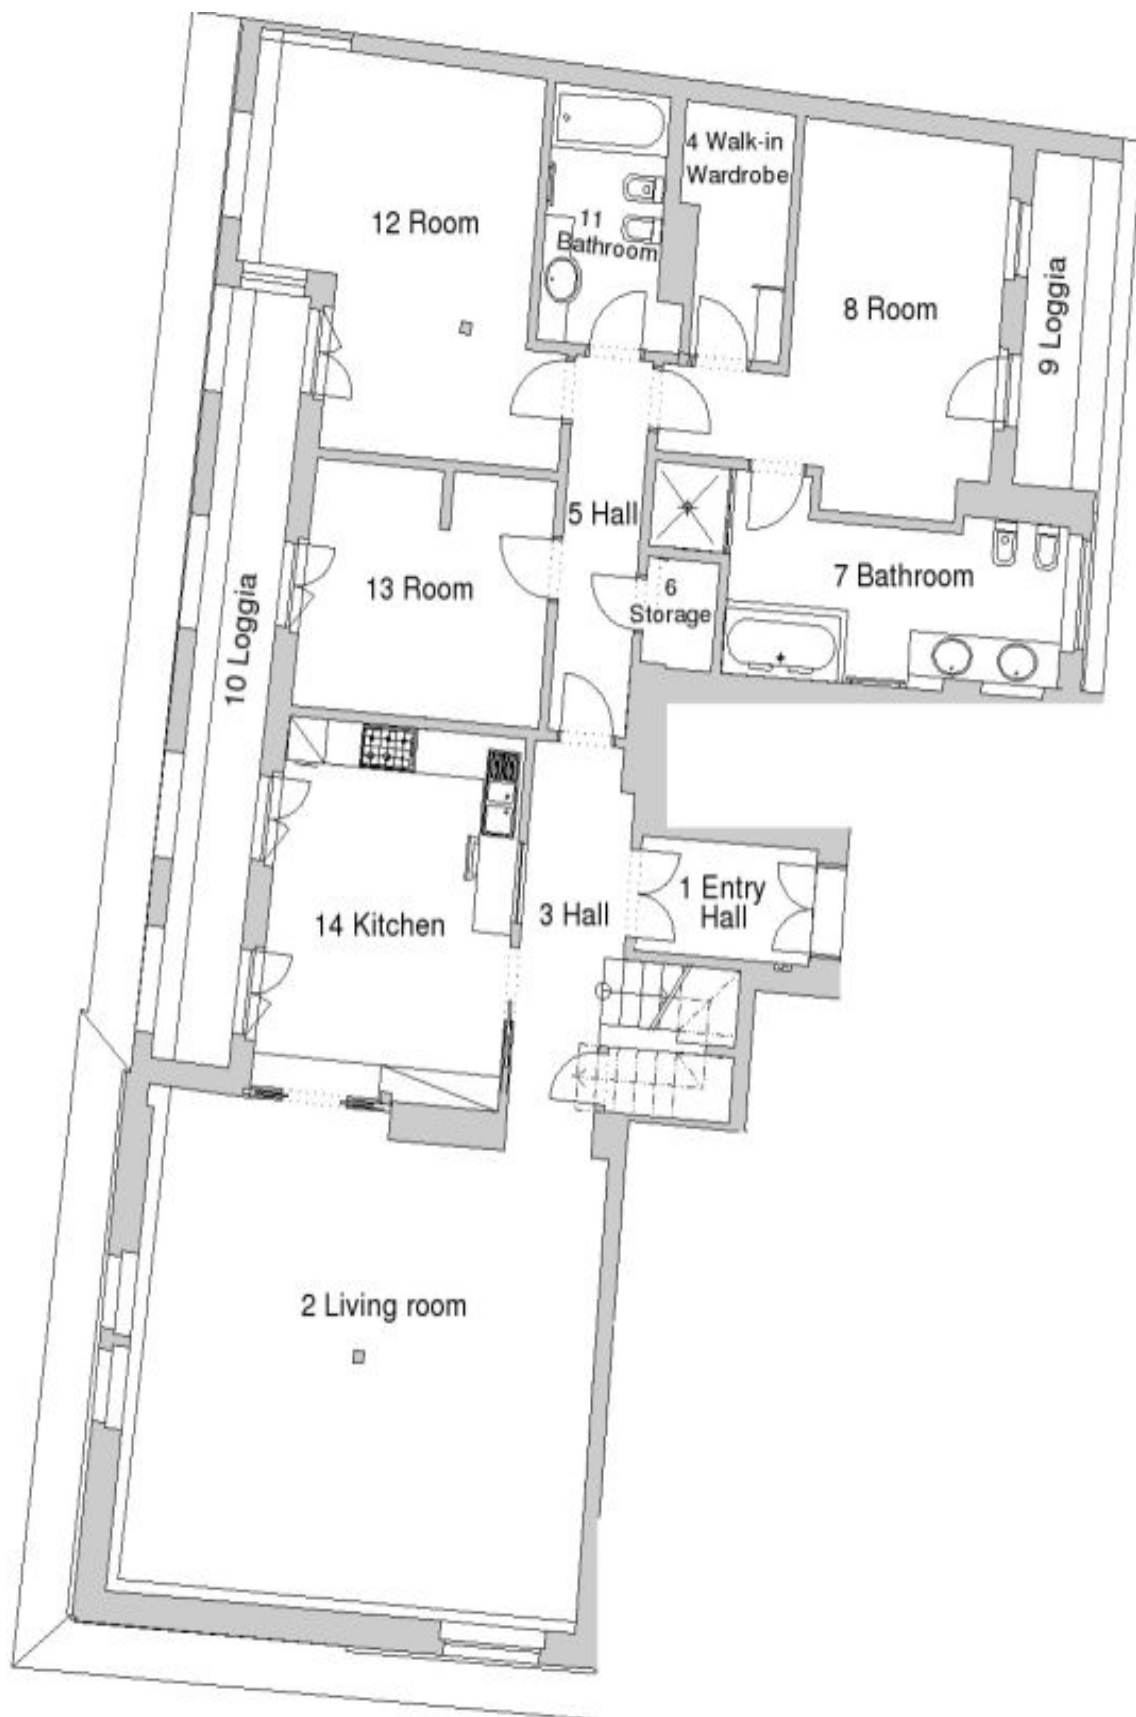 4 Walk-in
Wardrobe
12 Room
11
Bathroom
8 Room
9 Loggia
5 Hall
13 Room
6
Storage
7 Bathroom
10 Loggia
14 Kitchen
3 Hall
1 Entry
Hall
2 Living room